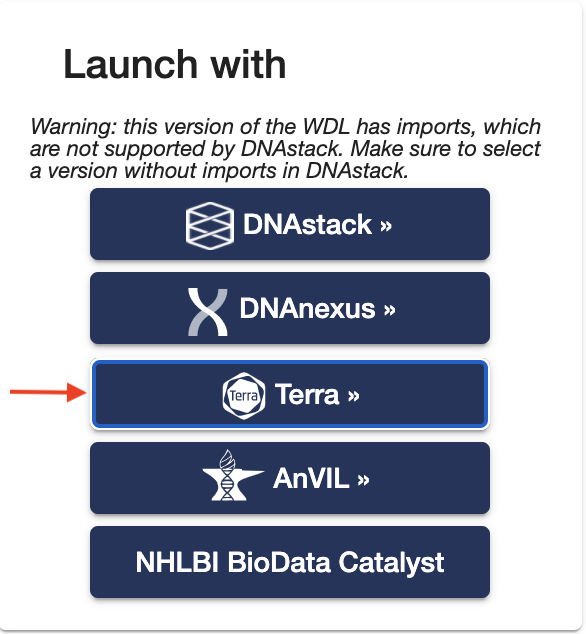 Launch with
Warning: this version of the WDL has imports, which
are not supported by DNAstack. Make sure to select
a version without imports in DNAstack.
DNAstack »
DNAnexus »
Terra Terra »
AnVIL »
NHLBI BioData Catalyst